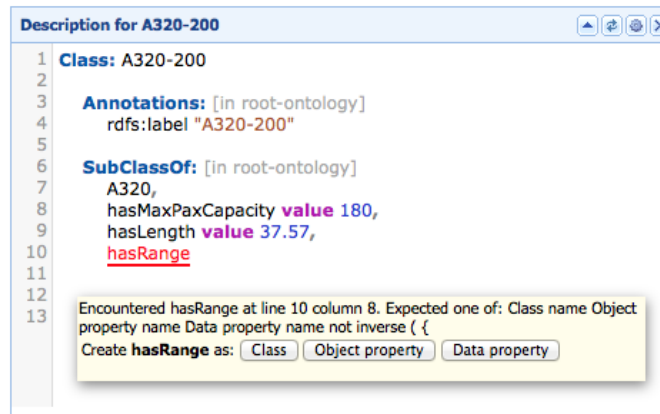 Description for A320-200
1 Class: A320-200
2
3 Annotations: [in root-ontology]
4 rdfs:label "A320-200"
5
6 SubClassOf: [in root-ontology]
7 A320,
8 hasMaxPaxCapacity value 180,
9 hasLength value 37.57,
10 hasRange
11
12
13
Encountered hasRange at line 10 column 8. Expected one of: Class name Object
property name Data property name not inverse ( {
Create hasRange as: Class Object property Data property